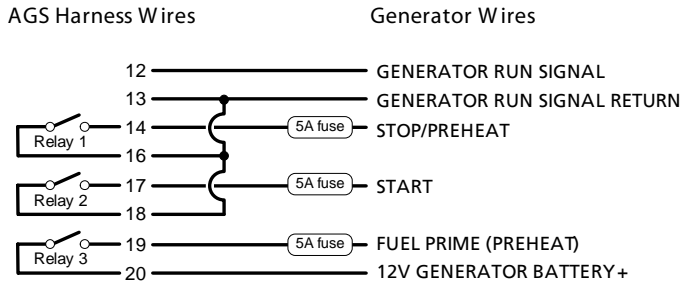 AGS Harness Wires Generator Wires
12 GENERATOR RUN SIGNAL
13 GENERATOR RUN SIGNAL RETURN
14 5A fuse STOP/PREHEAT
Relay 1
16
17 5A fuse START
Relay 2
18
19 5A fuse FUEL PRIME (PREHEAT)
Relay 3
20 12V GENERATOR BATTERY+